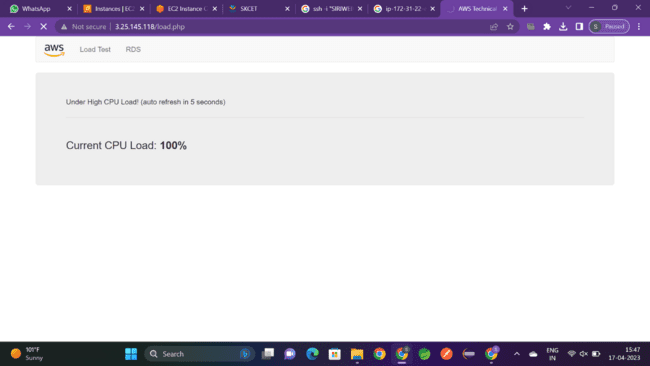 WhatsApp
Instances | EC2
EC2 Instance C
SKCET
ssh -i "SIRIWE
ip-172-31-22-
AWS Technical
Not secure | 3.25.145.118/load.php
S Paused
aws Load Test RDS
Under High CPU Load! (auto refresh in 5 seconds)
Current CPU Load: 100%
101°F
Sunny
Search
ENG
IN
15:47
17-04-2023